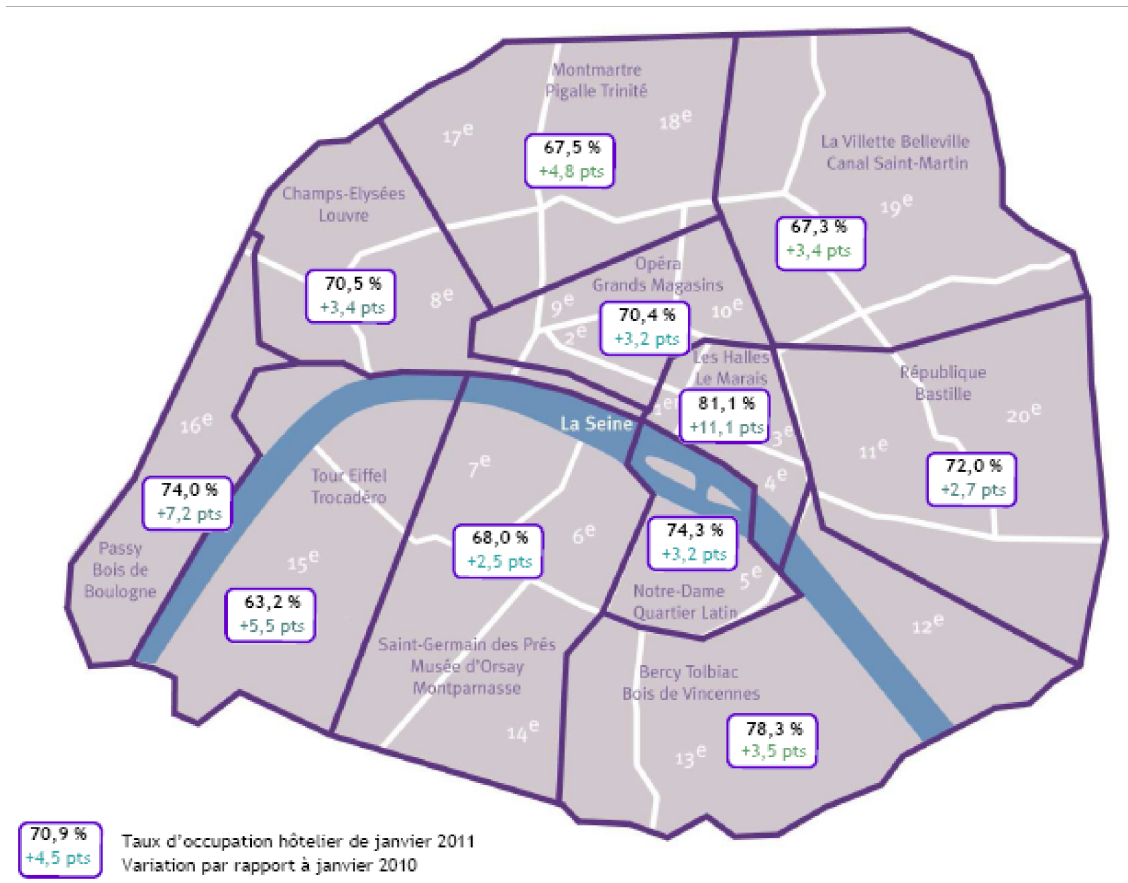 Montmartre
Pigalle Trinité
17e
18e
67,5 %
+4,8 pts
La Villette Belleville
Canal Saint-Martin
19e
67,3 %
+3,4 pts
Champs-Elysées
Louvre
70,5 %
+3,4 pts
8e
Opéra
Grands Magasins
9e
10e
2e
70,4 %
+3,2 pts
Les Halles
Le Marais
1er
81,1 %
+11,1 pts
3e
4e
République
Bastille
20e
11e
72,0 %
+2,7 pts
La Seine
16e
74,0 %
+7,2 pts
Passy
Bois de
Boulogne
Tour Eiffel
Trocadéro
15e
63,2 %
+5,5 pts
7e
6e
68,0 %
+2,5 pts
Saint-Germain des Prés
Musée d'Orsay
Montparnasse
14e
74,3 %
+3,2 pts
5e
Notre-Dame
Quartier Latin
12e
Bercy Tolbiac
Bois de Vincennes
78,3 %
+3,5 pts
13e
70,9 %
+4,5 pts
Taux d'occupation hôtelier de janvier 2011
Variation par rapport à janvier 2010